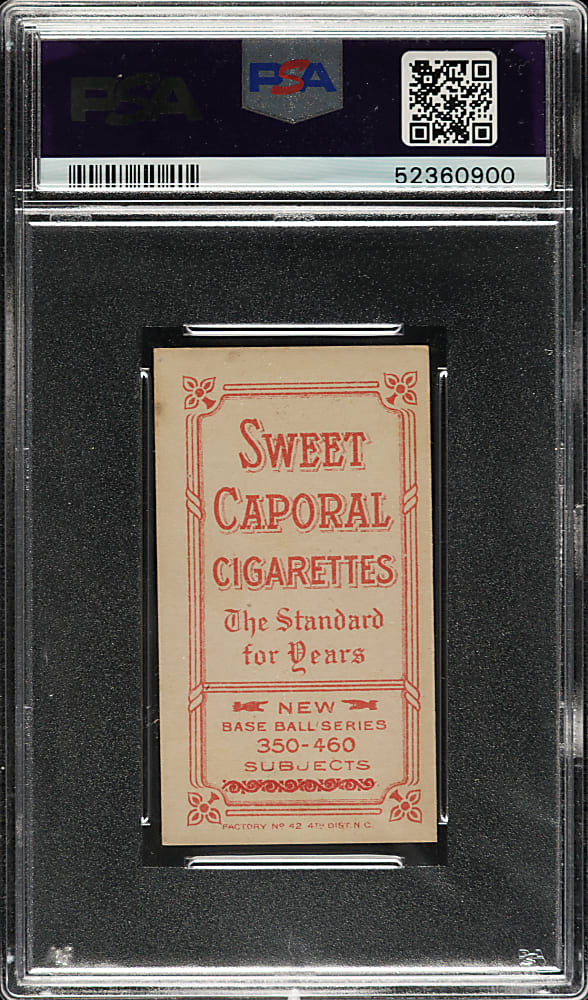 PSA
PSA
52360900
SWEET
CAPORAL
CIGARETTES
The Standard
for Years
NEW
BASE BALL SERIES
350-460
SUBJECTS
FACTORY Nº 42 4TH DIST. N.C.